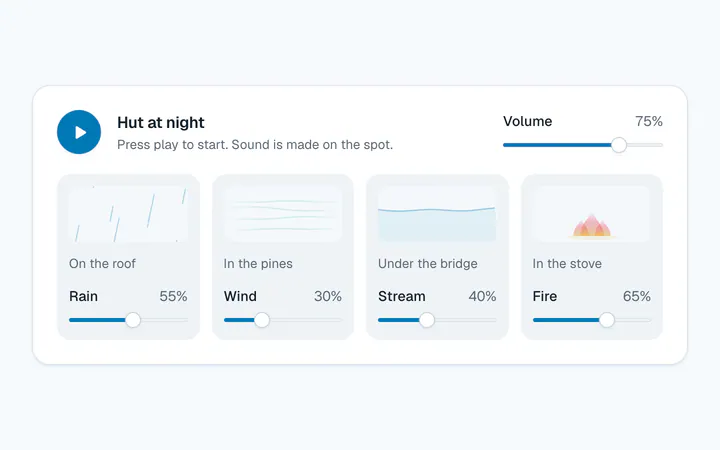 Hut at night
Press play to start. Sound is made on the spot.
Volume 75%
On the roof
Rain 55%
In the pines
Wind 30%
Under the bridge
Stream 40%
In the stove
Fire 65%